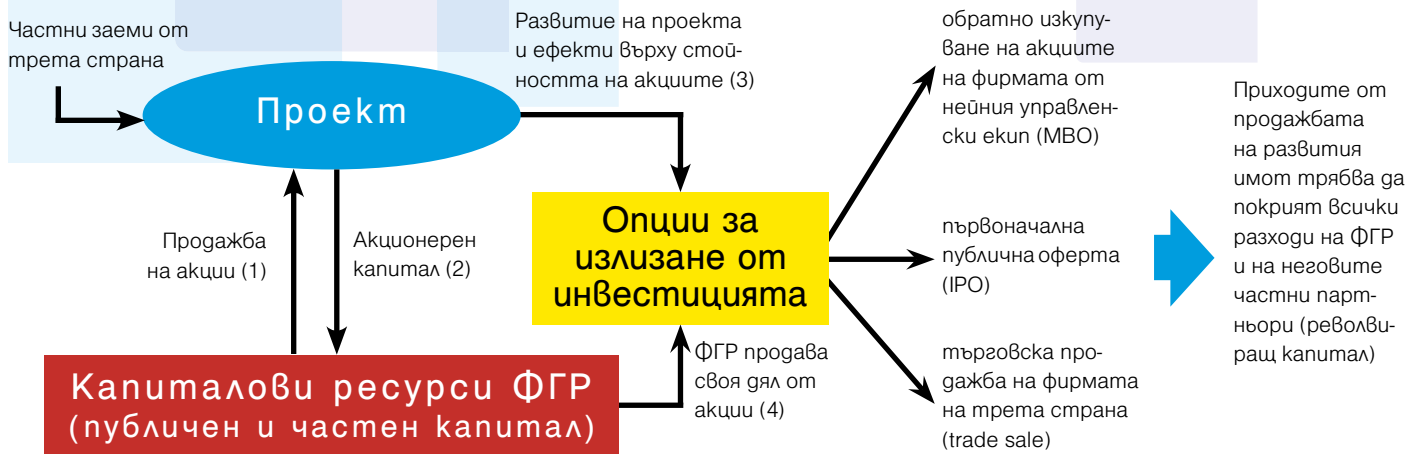 Частни заеми от
трета страна
Проект
Развитие на проекта
и ефекти върху стой-
ността на акциите (3)
Продажба
на акции (1)
Акционерен
капитал (2)
Капиталови ресурси ФГР
(публичен и частен капитал)
Опции за
излизане от
инвестицията
ФГР продава
своя дял от
акции (4)
обратно изкупу-
ване на акциите
на фирмата от
нейния управлен-
ски екип (MBO)
първоначална
публична оферта
(IPO)
търговска про-
дажба на фирмата
на трета страна
(trade sale)
Приходите от
продажбата
на развития
имот трябва да
покрият всички
разходи на ФГР
и на неговите
частни парт-
ньори (револви-
ращ капитал)